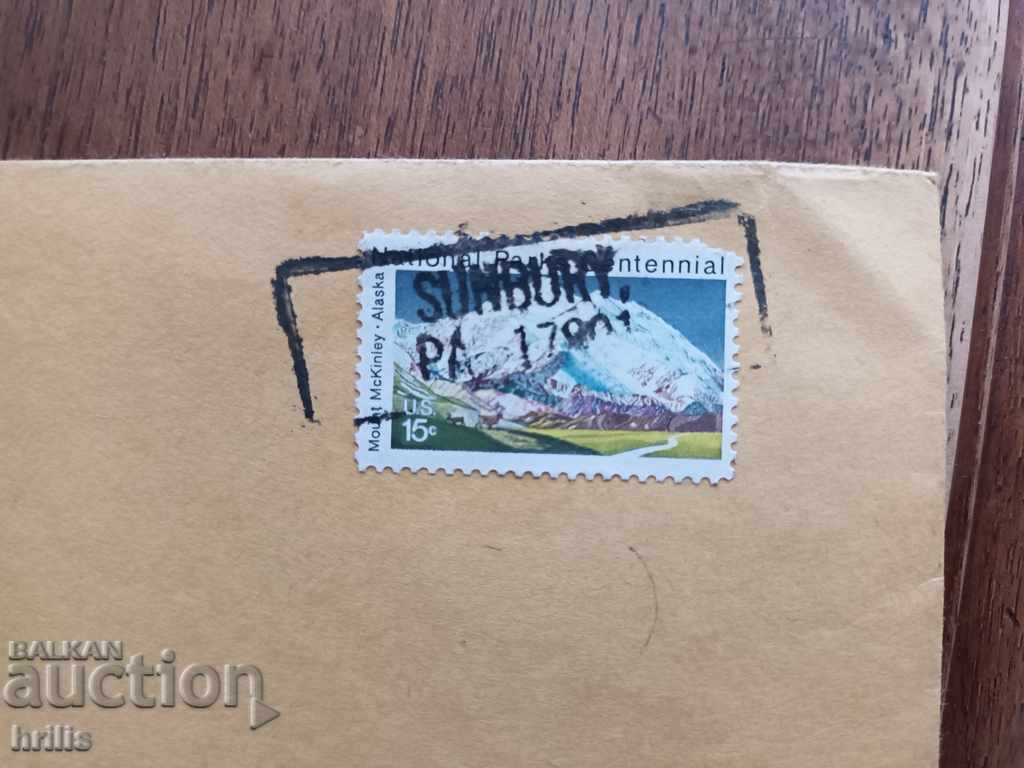 National Parks Centennial
Mount McKinley · Alaska
SUNBURY,
PA 17801
U.S.
15c
BALKAN
auction
hrilis